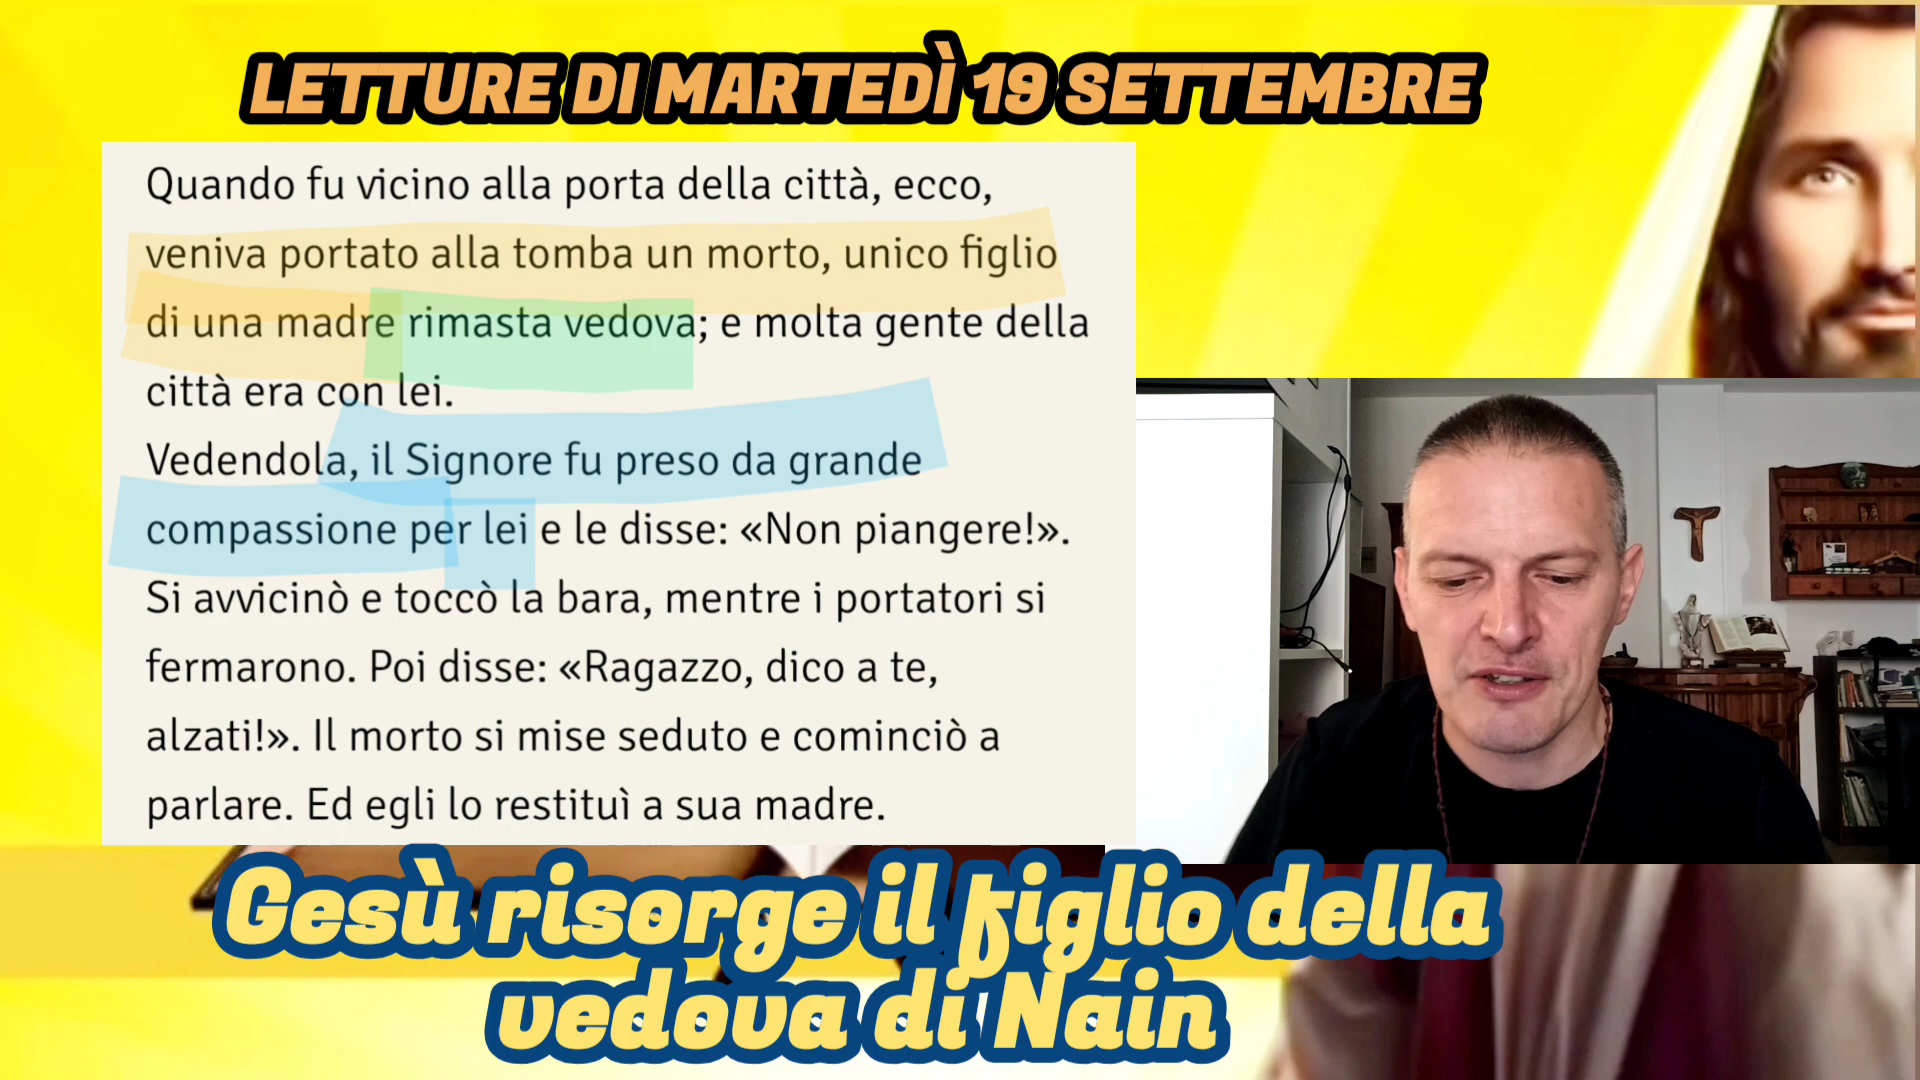 LETTURE DI MARTEDÌ 19 SETTEMBRE
Quando fu vicino alla porta della città, ecco,
veniva portato alla tomba un morto, unico figlio
di una madre rimasta vedova; e molta gente della
città era con lei.
Vedendola, il Signore fu preso da grande
compassione per lei e le disse: «Non piangere!».
Si avvicinò e toccò la bara, mentre i portatori si
fermarono. Poi disse: «Ragazzo, dico a te,
alzati!». Il morto si mise seduto e cominciò a
parlare. Ed egli lo restituì a sua madre.
Gesù risorge il figlio della
vedova di Nain